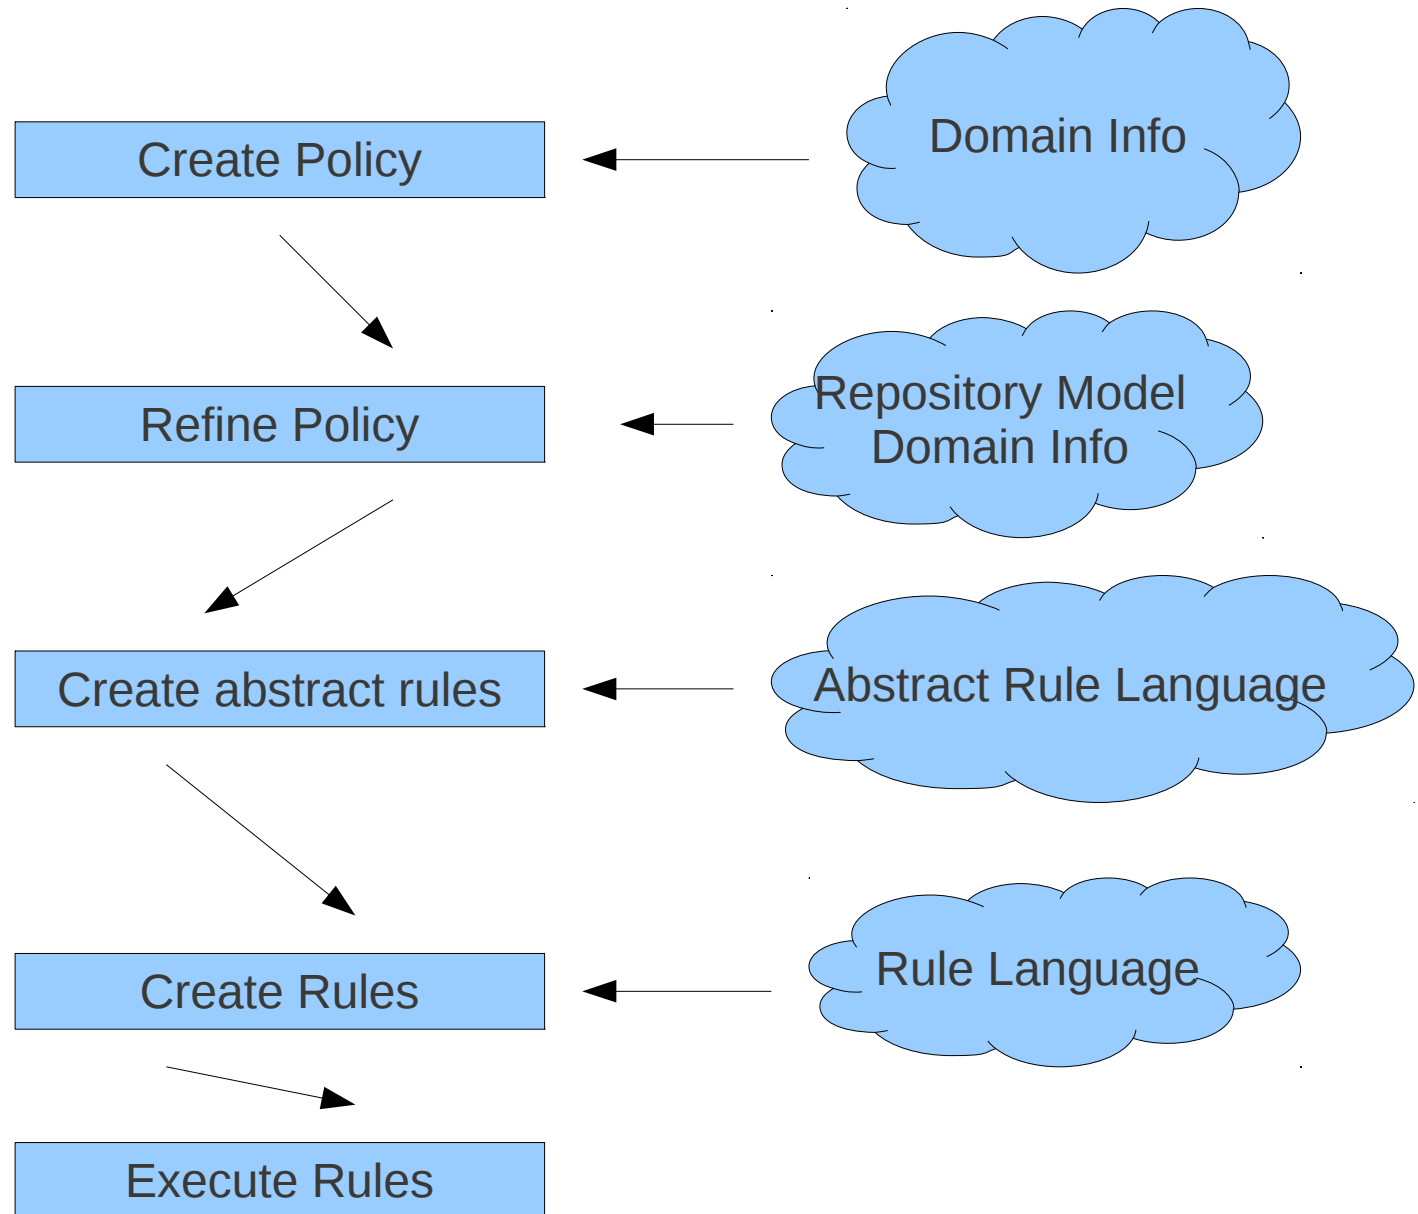 Create Policy
Domain Info
Refine Policy
Repository Model
Domain Info
Create abstract rules
Abstract Rule Language
Create Rules
Rule Language
Execute Rules